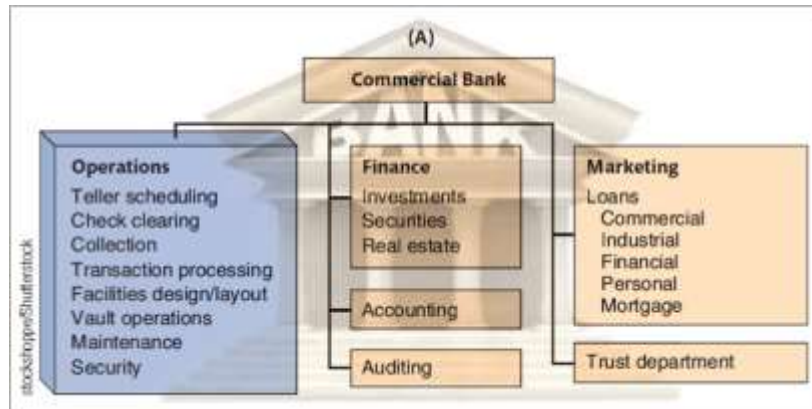 (A)
Commercial Bank
BANK
Operations
Teller scheduling
Check clearing
Collection
Transaction processing
Facilities design/layout
Vault operations
Maintenance
Security
Finance
Investments
Securities
Real estate
Accounting
Auditing
Marketing
Loans
Commercial
Industrial
Financial
Personal
Mortgage
Trust department
stockshoppe/Shutterstock